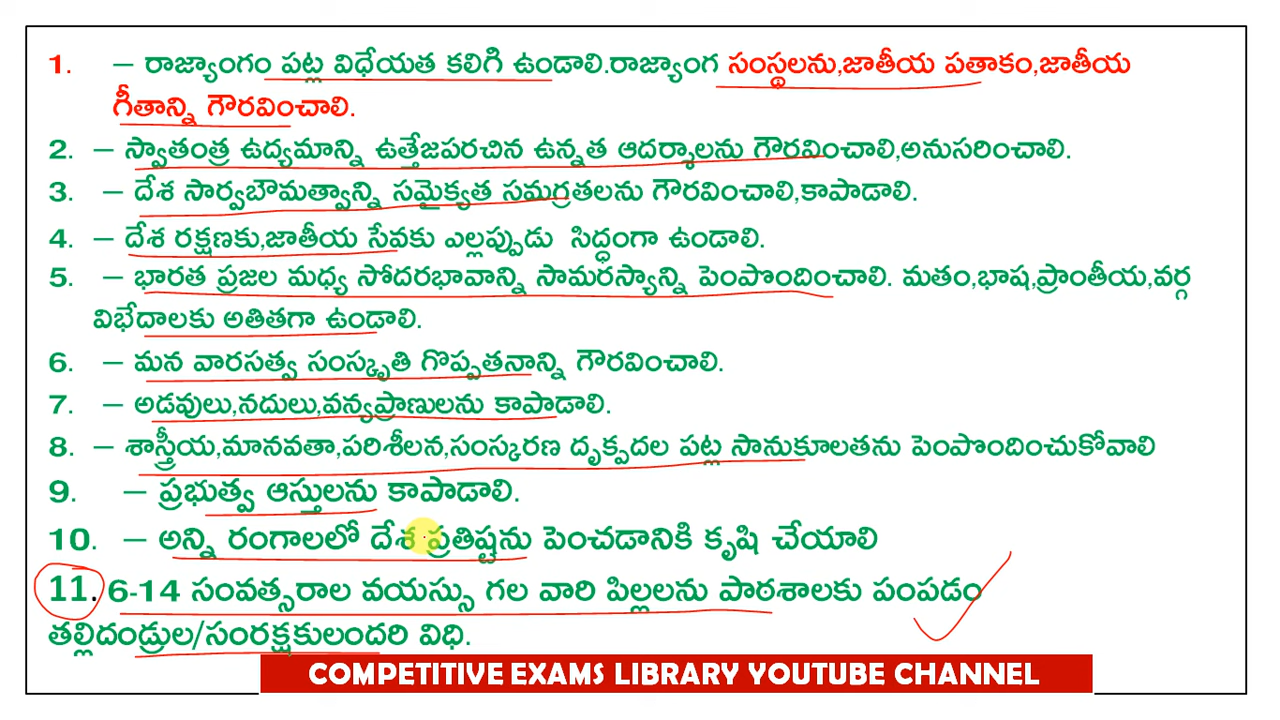 1. – రాజ్యాంగం పట్ల విధేయత కలిగి ఉండాలి.రాజ్యాంగ సంస్థలను,జాతీయ పతాకం,జాతీయ
గీతాన్ని గౌరవించాలి.
2. – స్వాతంత్ర ఉద్యమాన్ని ఉత్తేజపరచిన ఉన్నత ఆదర్శాలను గౌరవించాలి,అనుసరించాలి.
3. – దేశ సార్వబౌమత్వాన్ని సమైక్యత సమగ్రతలను గౌరవించాలి,కాపాడాలి.
4. – దేశ రక్షణకు,జాతీయ సేవకు ఎల్లప్పుడు సిద్ధంగా ఉండాలి.
5. – భారత ప్రజల మధ్య సోదరభావాన్ని సామరస్యాన్ని పెంపొందించాలి. మతం,భాష,ప్రాంతీయ,వర్గ
విభేదాలకు అతితగా ఉండాలి.
6. – మన వారసత్వ సంస్కృతి గొప్పతనాన్ని గౌరవించాలి.
7. – అడవులు,నదులు,వన్యప్రాణులను కాపాడాలి.
8. – శాస్త్రీయ,మానవతా,పరిశీలన,సంస్కరణ దృక్పదల పట్ల సానుకూలతను పెంపొందించుకోవాలి
9. – ప్రభుత్వ ఆస్తులను కాపాడాలి.
10. – అన్ని రంగాలలో దేశ ప్రతిష్టను పెంచడానికి కృషి చేయాలి
11. 6-14 సంవత్సరాల వయస్సు గల వారి పిల్లలను పాఠశాలకు పంపడం
తల్లిదండ్రుల/సంరక్షకులందరి విధి.
COMPETITIVE EXAMS LIBRARY YOUTUBE CHANNEL